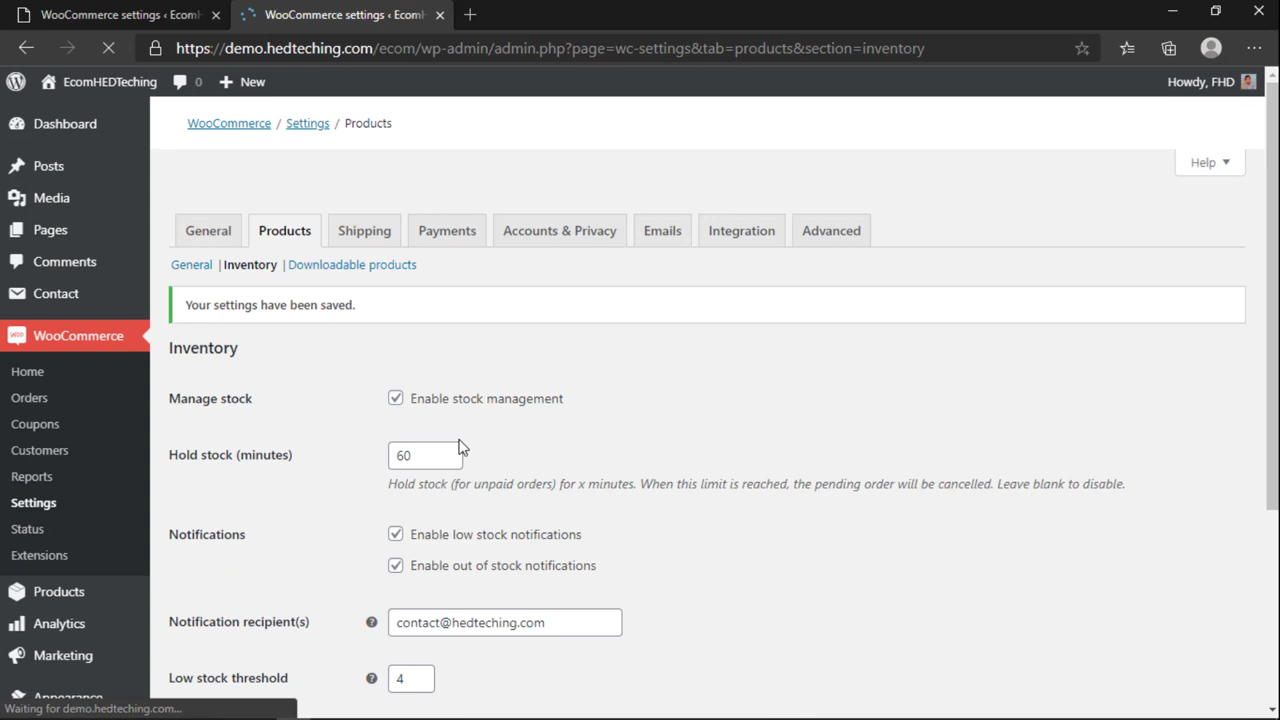 WooCommerce settings ‹ Ecom
WooCommerce settings ‹ Ecom
https://demo.hedteching.com/ecom/wp-admin/admin.php?page=wc-settings&tab=products&section=inventory
EcomHEDTeching 0 New Howdy, FHD
Dashboard
Posts
Media
Pages
Comments
Contact
WooCommerce
Home
Orders
Coupons
Customers
Reports
Settings
Status
Extensions
Products
Analytics
Marketing
Appearance
Waiting for demo.hedteching.com...
WooCommerce / Settings / Products
Help
General Products Shipping Payments Accounts & Privacy Emails Integration Advanced
General | Inventory | Downloadable products
Your settings have been saved.
Inventory
Manage stock Enable stock management
Hold stock (minutes) 60
Hold stock (for unpaid orders) for x minutes. When this limit is reached, the pending order will be cancelled. Leave blank to disable.
Notifications Enable low stock notifications
Enable out of stock notifications
Notification recipient(s) contact@hedteching.com
Low stock threshold 4